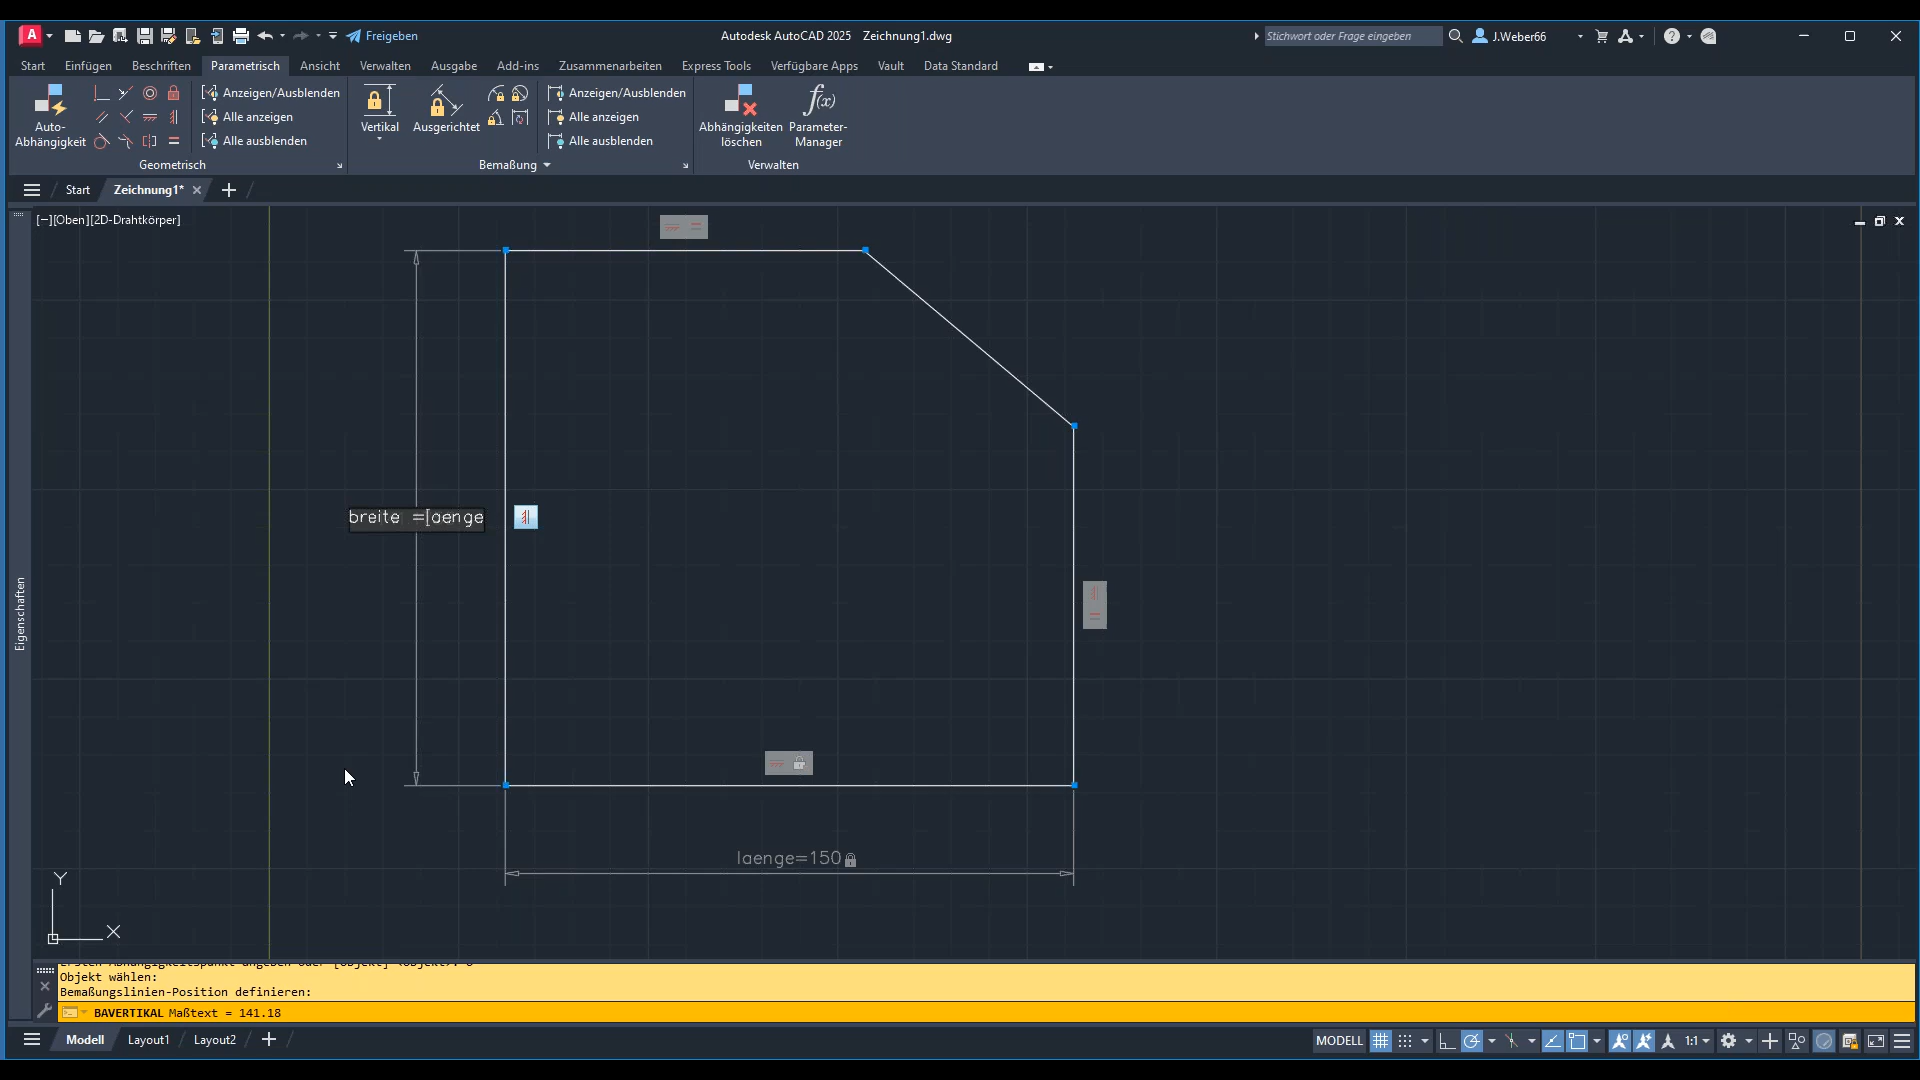 A
Freigeben
Autodesk AutoCAD 2025 Zeichnung1.dwg
Stichwort oder Frage eingeben
J.Weber66
Start Einfügen Beschriften Parametrisch Ansicht Verwalten Ausgabe Add-ins Zusammenarbeiten Express Tools Verfügbare Apps Vault Data Standard
Auto-
Abhängigkeit
Anzeigen/Ausblenden
Alle anzeigen
Alle ausblenden
Geometrisch
Vertikal
Ausgerichtet
Anzeigen/Ausblenden
Alle anzeigen
Alle ausblenden
Bemaßung
Abhängigkeiten
löschen
f(x)
Parameter-
Manager
Verwalten
Start
Zeichnung1*
[−][Oben][2D-Drahtkörper]
Eigenschaften
breite =[aenge
laenge=150
Y
X
Objekt wählen:
Bemaßungslinien-Position definieren:
BAVERTIKAL Maßtext = 141.18
Modell Layout1 Layout2
MODELL
1:1